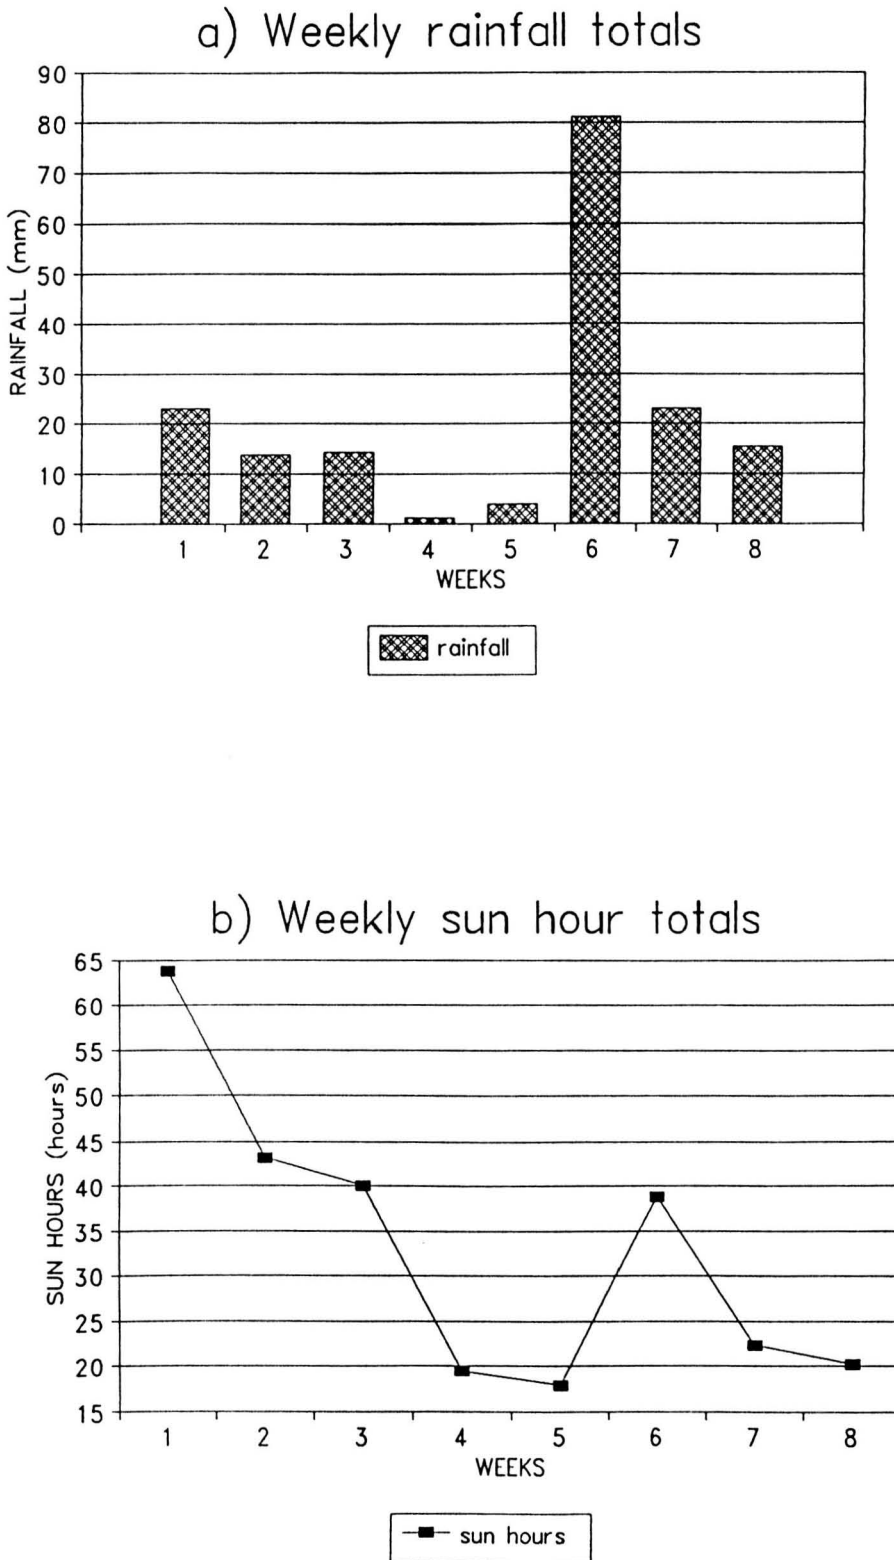 a) Weekly rainfall totals
90
80
70
60
50
40
30
20
10
0
RAINFALL (mm)
1 2 3 4 5 6 7 8
WEEKS
rainfall
b) Weekly sun hour totals
65
60
55
50
45
40
35
30
25
20
15
SUN HOURS (hours)
1 2 3 4 5 6 7 8
WEEKS
sun hours